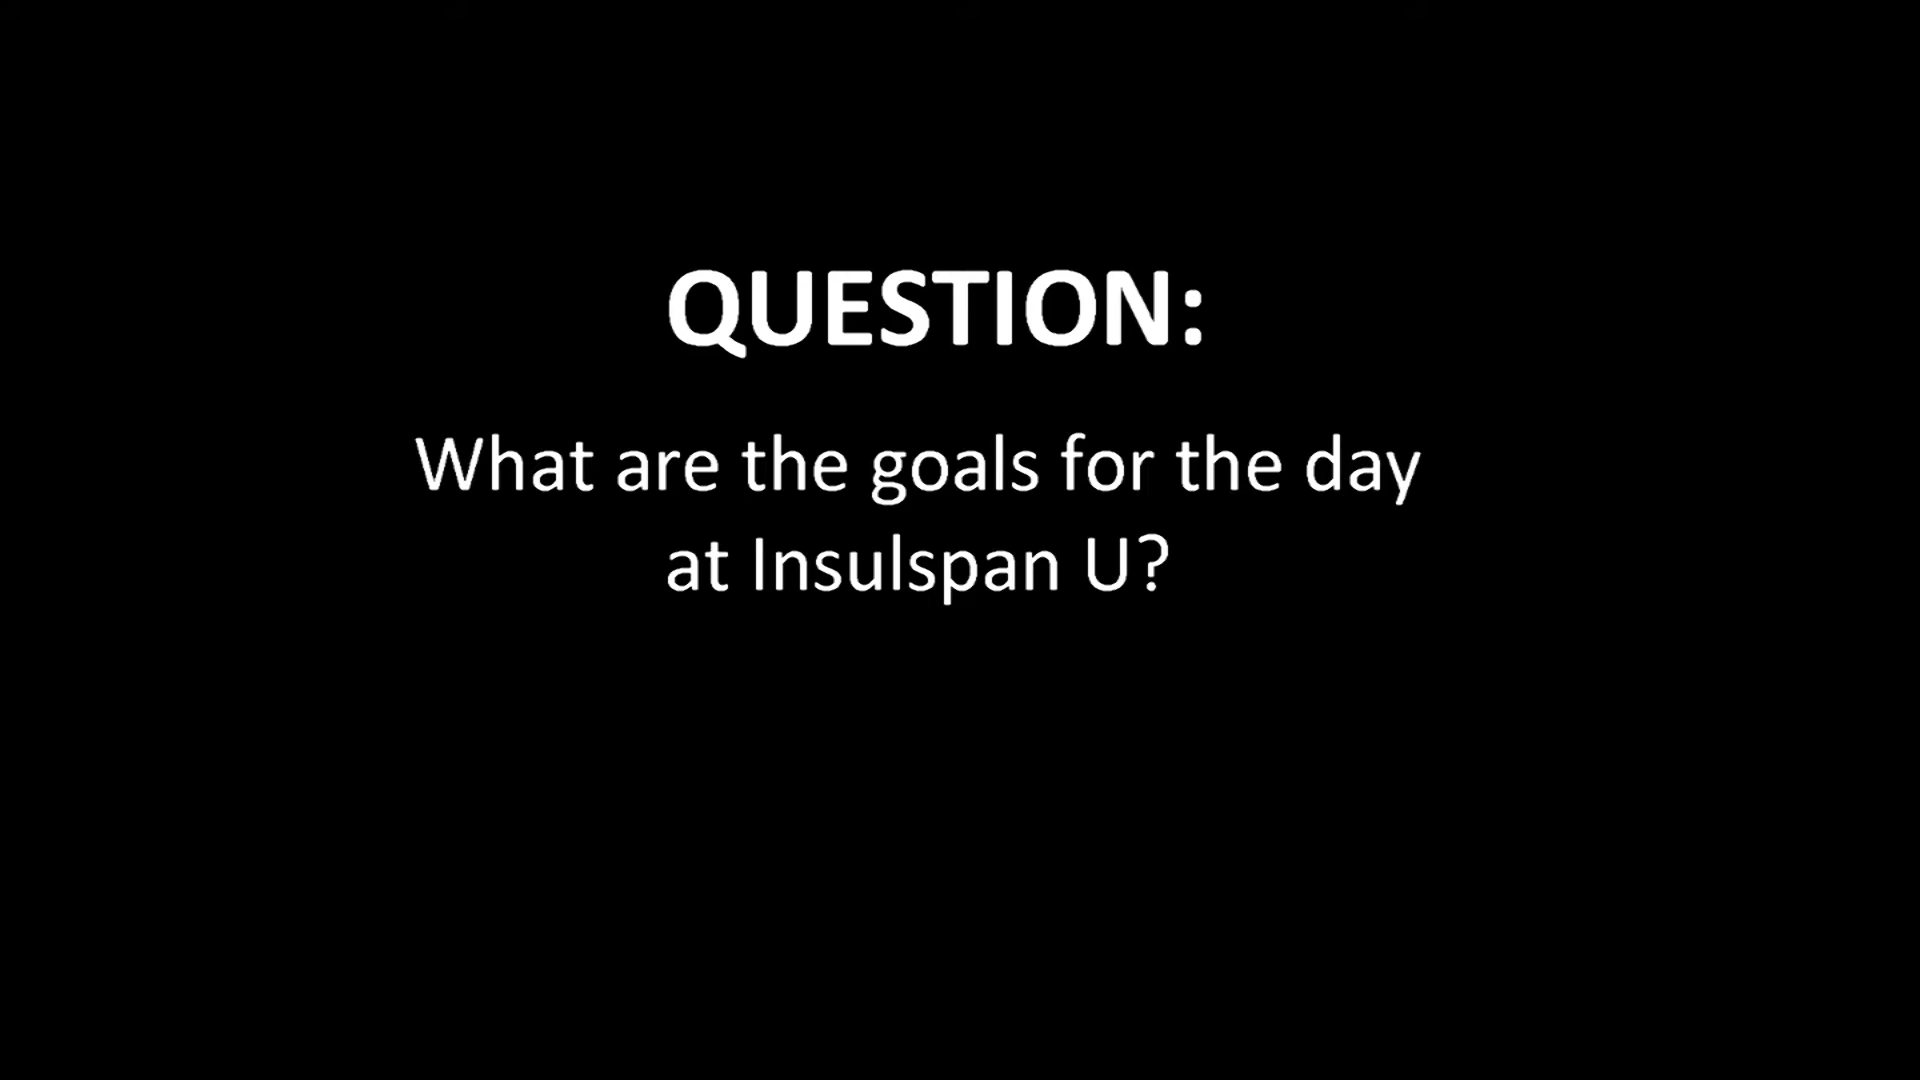 QUESTION:
What are the goals for the day
at Insulspan U?